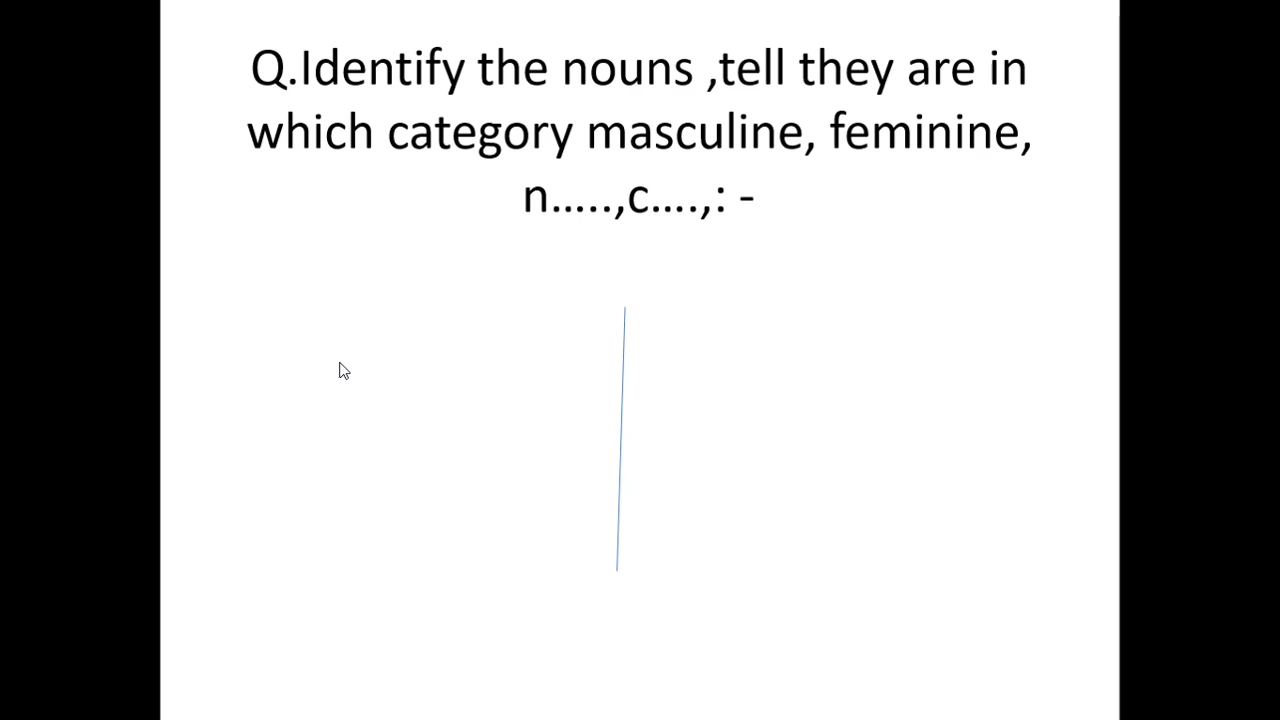 Q.Identify the nouns ,tell they are in
which category masculine, feminine,
n…..,c….,: -